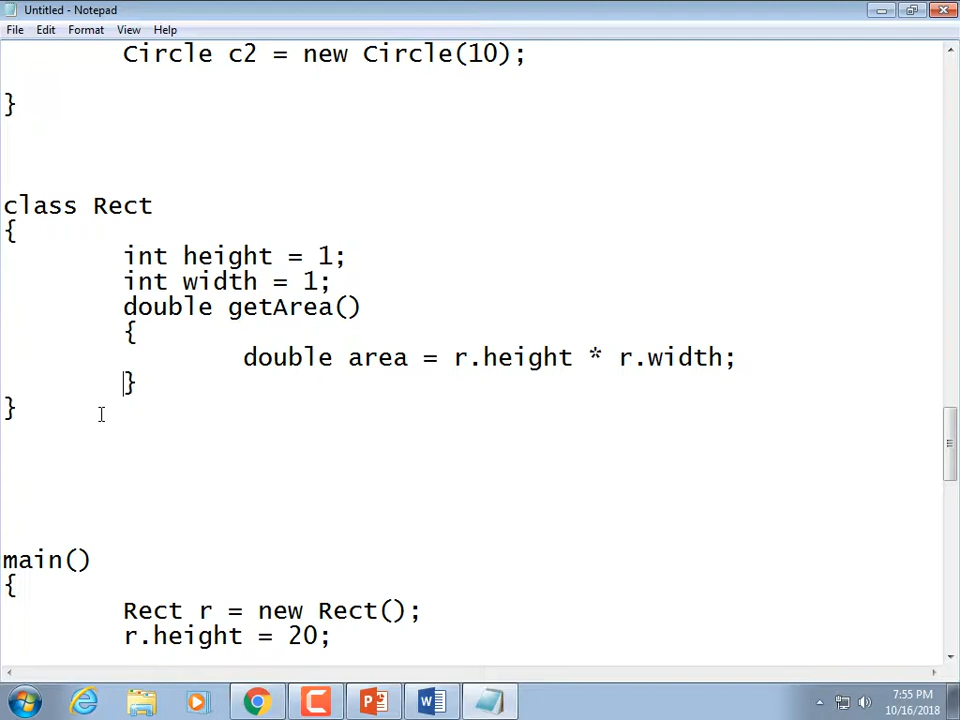 Untitled - Notepad
File Edit Format View Help
Circle c2 = new Circle(10);
}
class Rect
{
int height = 1;
int width = 1;
double getArea()
{
double area = r.height * r.width;
}
}
main()
{
Rect r = new Rect();
r.height = 20;
7:55 PM
10/16/2018